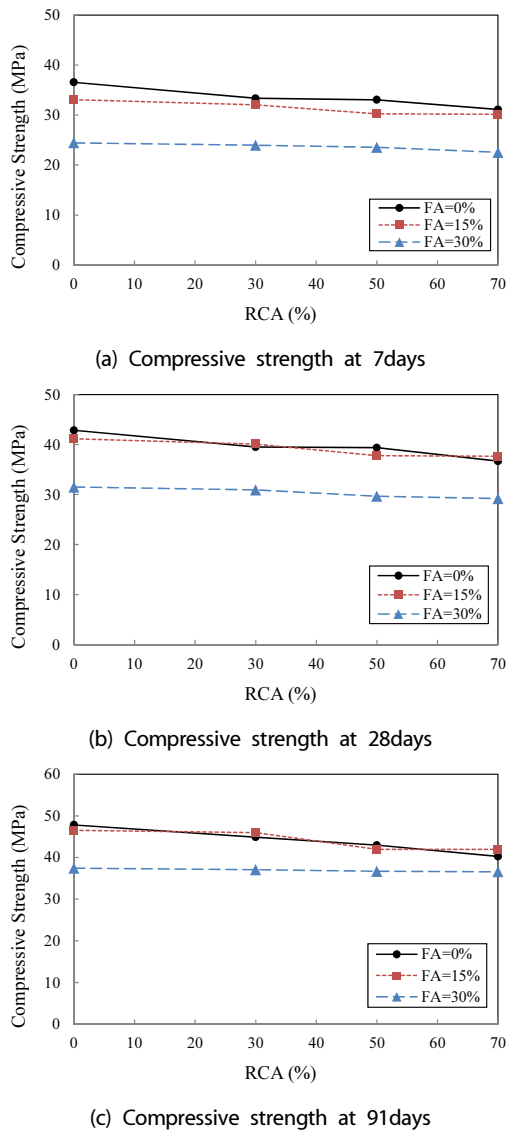 50
40
30
20
10
0
Compressive Strength (MPa)
FA=0%
FA=15%
FA=30%
0 10 20 30 40 50 60 70
RCA (%)
(a) Compressive strength at 7days
50
40
30
20
10
0
Compressive Strength (MPa)
FA=0%
FA=15%
FA=30%
0 10 20 30 40 50 60 70
RCA (%)
(b) Compressive strength at 28days
60
50
40
30
20
10
0
Compressive Strength (MPa)
FA=0%
FA=15%
FA=30%
0 10 20 30 40 50 60 70
RCA (%)
(c) Compressive strength at 91days